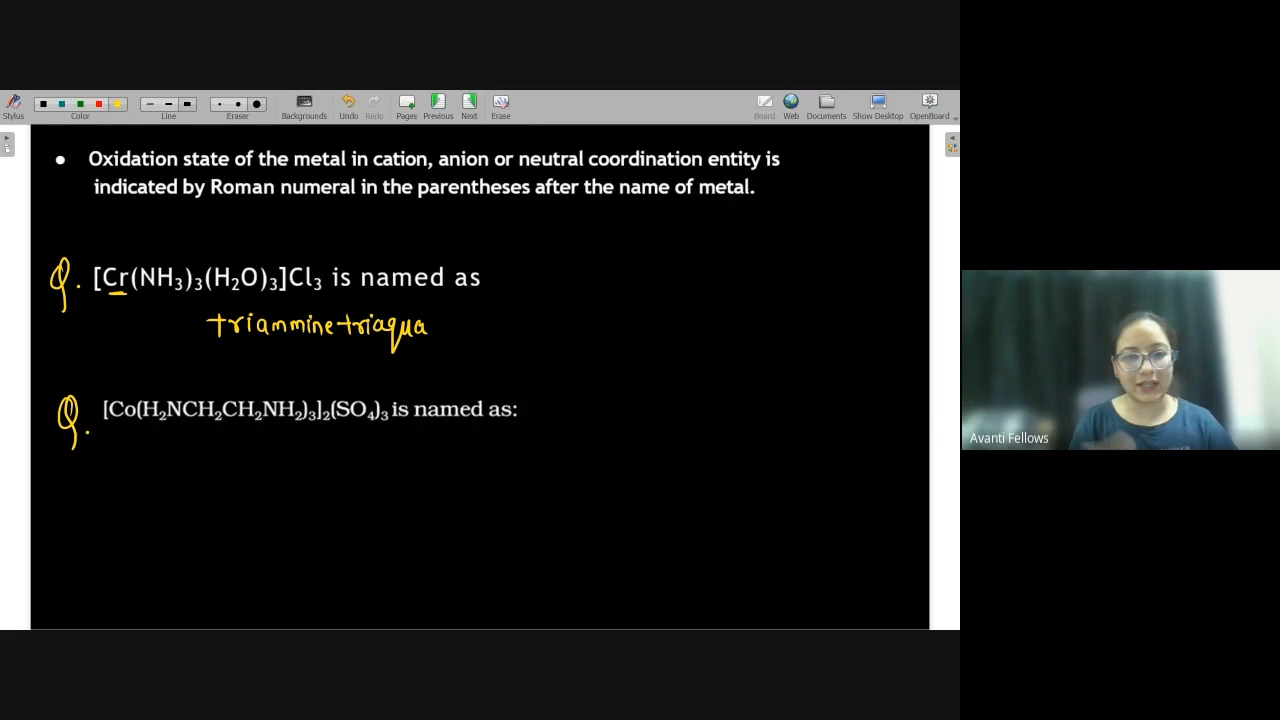 Stylus Color Line Eraser Backgrounds Undo Redo Pages Previous Next Erase Board Web Documents Show Desktop OpenBoard
• Oxidation state of the metal in cation, anion or neutral coordination entity is
indicated by Roman numeral in the parentheses after the name of metal.
Q. [Cr(NH₃)₃(H₂O)₃]Cl₃ is named as
triamminetriaqua
Q. [Co(H₂NCH₂CH₂NH₂)₃]₂(SO₄)₃ is named as:
Avanti Fellows